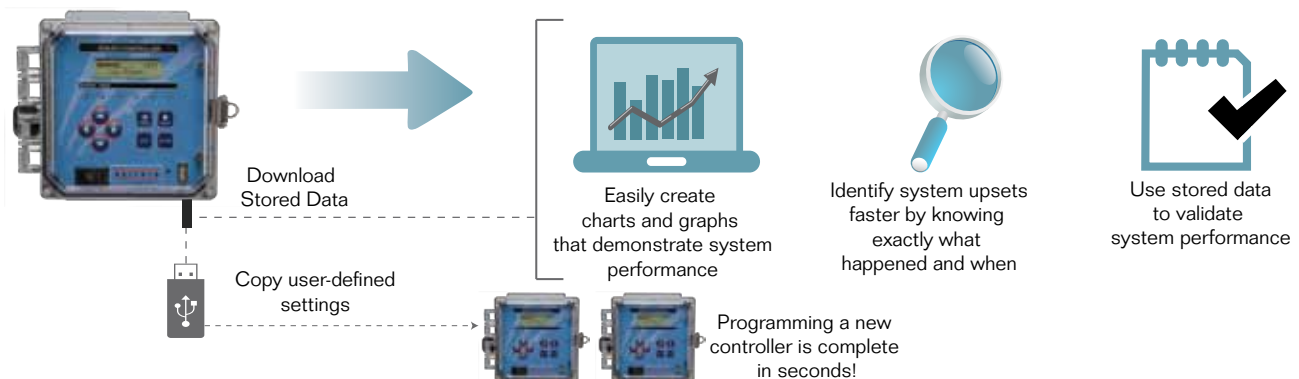 Download
Stored Data
Easily create
charts and graphs
that demonstrate system
performance
Identify system upsets
faster by knowing
exactly what
happened and when
Use stored data
to validate
system performance
Copy user-defined
settings
Programming a new
controller is complete
in seconds!